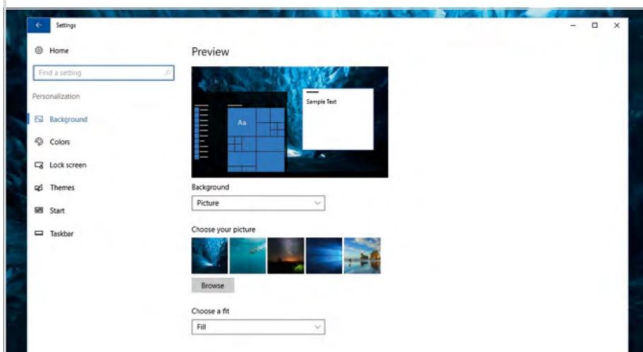 Settings
Home
Find a setting
Personalization
Background
Colors
Lock screen
Themes
Start
Taskbar
Preview
Aa
Sample Text
Background
Picture
Choose your picture
Browse
Choose a fit
Fill